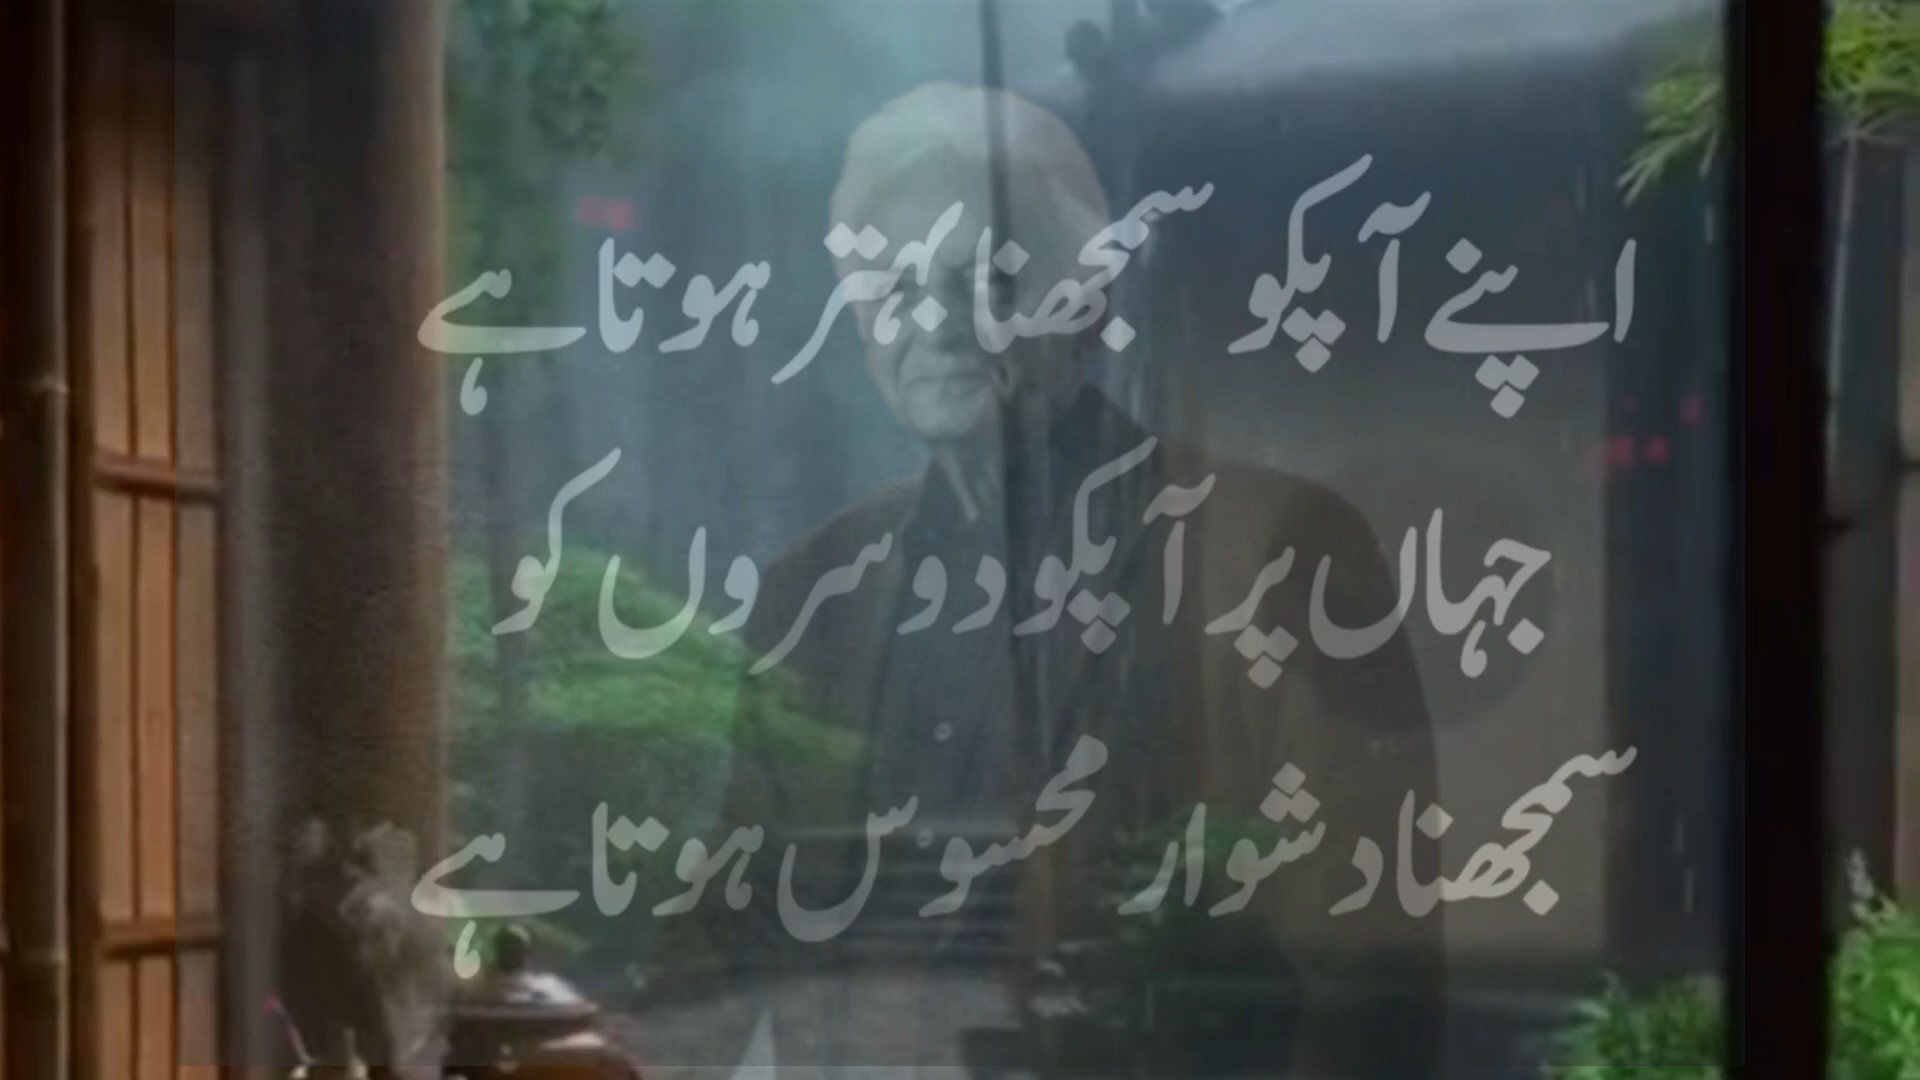 اپنے آپکو سمجھنا بہتر ہوتا ہے
جہاں پر آپکو دوسروں کو
سمجھنا دشوار محسوس ہوتا ہے